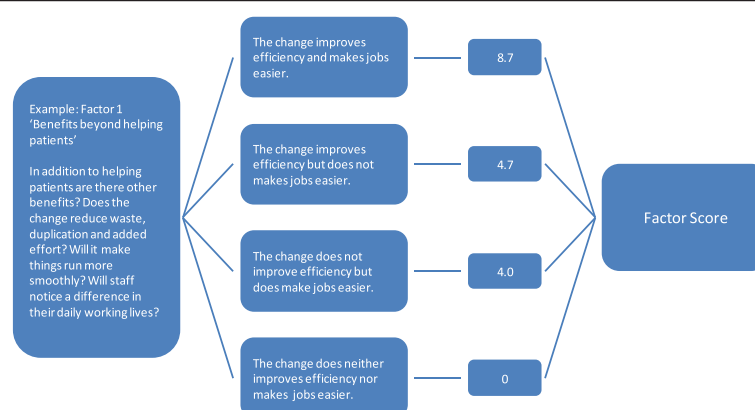 Example: Factor 1
‘Benefits beyond helping
patients’
In addition to helping
patients are there other
benefits? Does the
change reduce waste,
duplication and added
effort? Will it make
things run more
smoothly? Will staff
notice a difference in
their daily working lives?
The change improves
efficiency and makes jobs
easier.
8.7
The change improves
efficiency but does not
makes jobs easier.
4.7
The change does not
improve efficiency but
does make jobs easier.
4.0
The change does neither
improves efficiency nor
makes jobs easier.
0
Factor Score